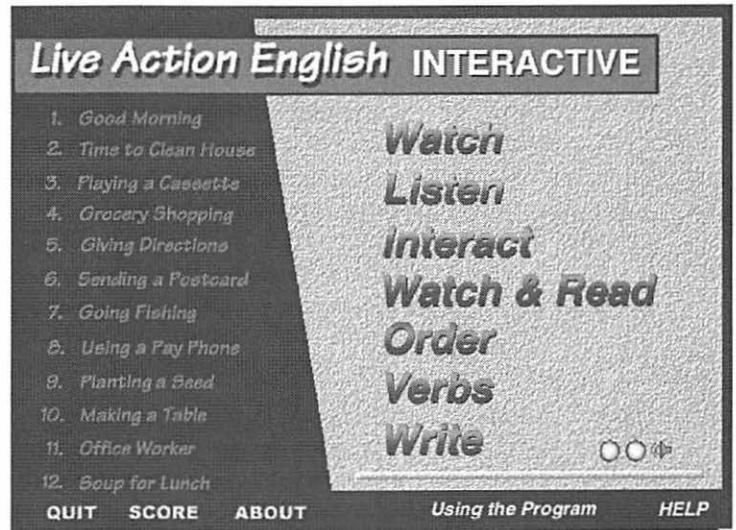 Live Action English INTERACTIVE
1. Good Morning
2. Time to Clean House
3. Playing a Cassette
4. Grocery Shopping
5. Giving Directions
6. Sending a Postcard
7. Going Fishing
8. Using a Pay Phone
9. Planting a Seed
10. Making a Table
11. Office Worker
12. Soup for Lunch
Watch
Listen
Interact
Watch & Read
Order
Verbs
Write
QUIT SCORE ABOUT Using the Program HELP